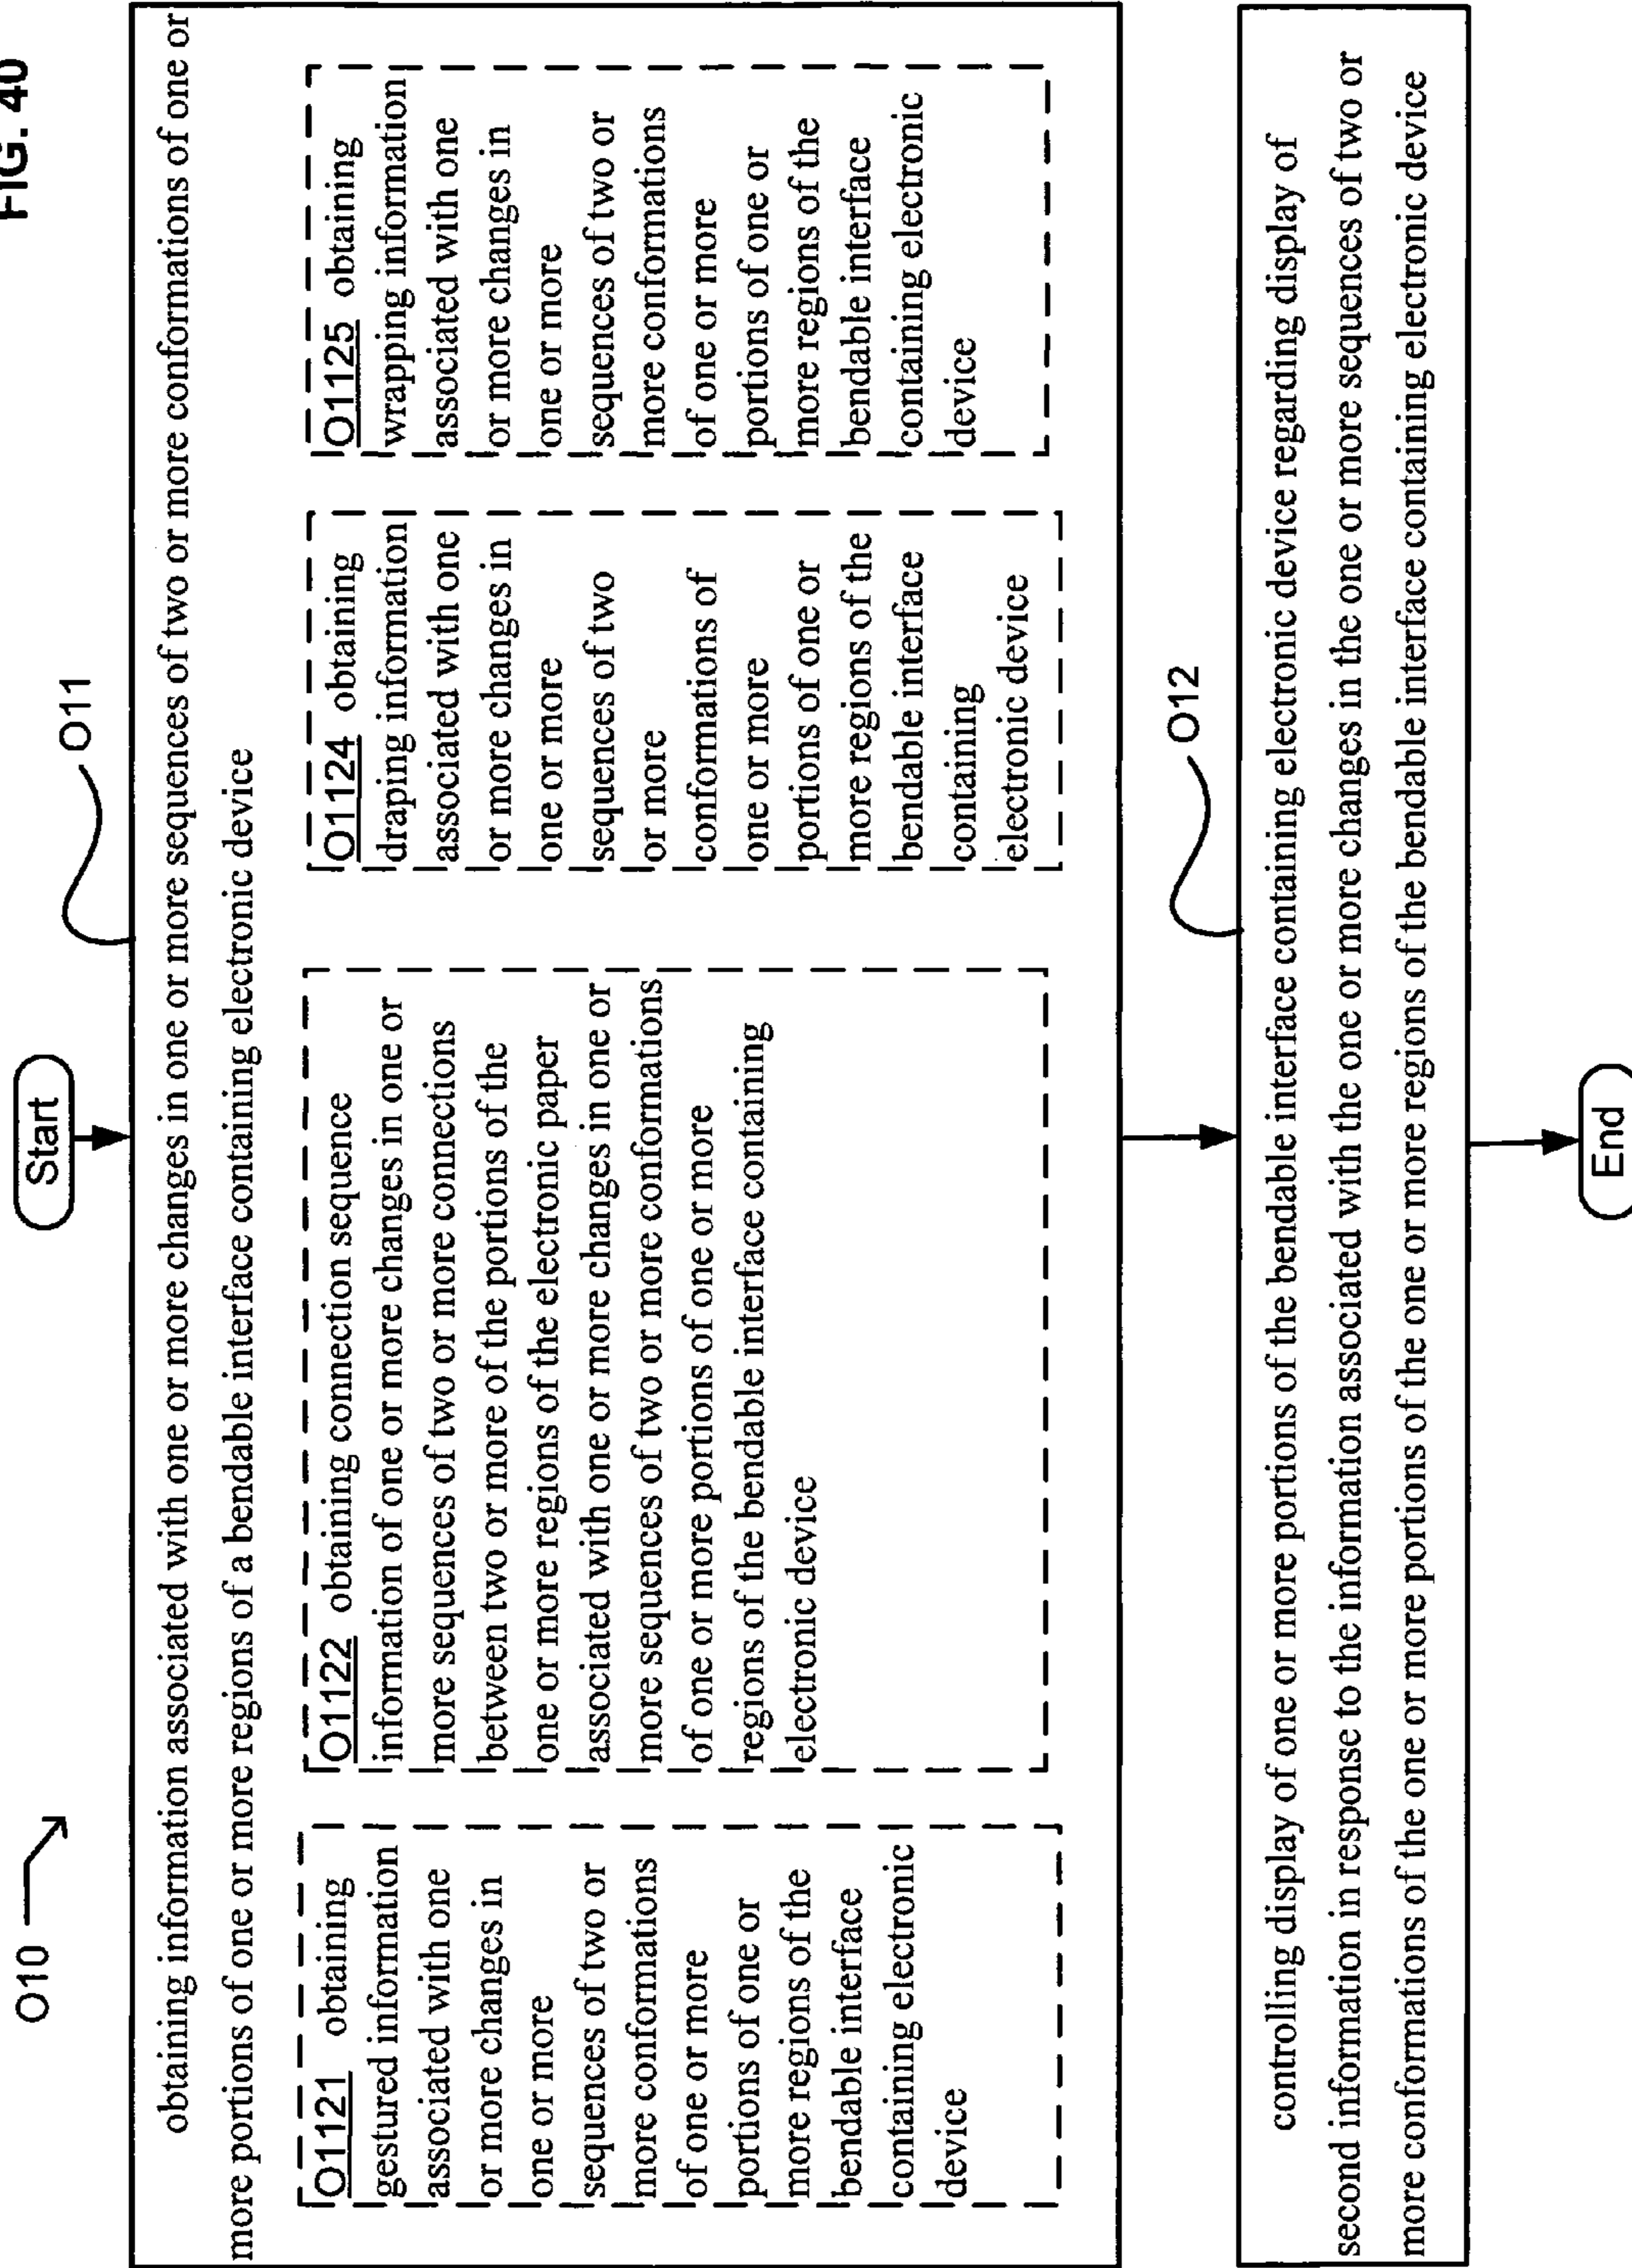 FIG. 40
O10
Start
O11
obtaining information associated with one or more changes in one or more sequences of two or more conformations of one or
more portions of one or more regions of a bendable interface containing electronic device
O1121 obtaining
gestured information
associated with one
or more changes in
one or more
sequences of two or
more conformations
of one or more
portions of one or
more regions of the
bendable interface
containing electronic
device
O1122 obtaining connection sequence
information of one or more changes in one or
more sequences of two or more connections
between two or more of the portions of the
one or more regions of the electronic paper
associated with one or more changes in one or
more sequences of two or more conformations
of one or more portions of one or more
regions of the bendable interface containing
electronic device
O1124 obtaining
draping information
associated with one
or more changes in
one or more
sequences of two
or more
conformations of
one or more
portions of one or
more regions of the
bendable interface
containing
electronic device
O1125 obtaining
wrapping information
associated with one
or more changes in
one or more
sequences of two or
more conformations
of one or more
portions of one or
more regions of the
bendable interface
containing electronic
device
O12
controlling display of one or more portions of the bendable interface containing electronic device regarding display of
second information in response to the information associated with the one or more changes in the one or more sequences of two or
more conformations of the one or more portions of the one or more regions of the bendable interface containing electronic device
End